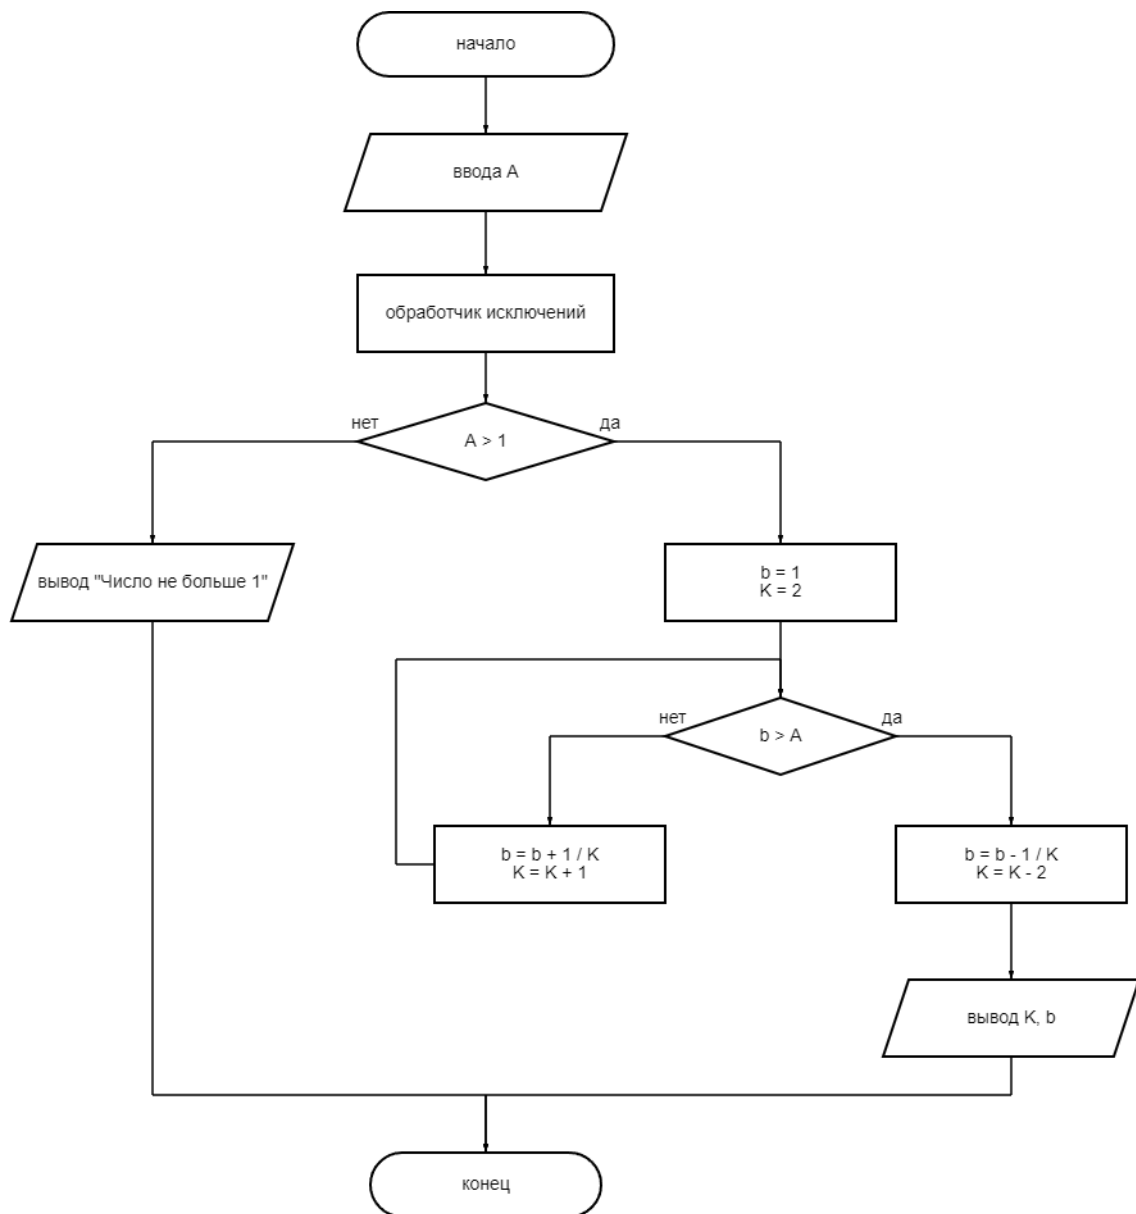 начало
ввода A
обработчик исключений
нет
да
A > 1
вывод "Число не больше 1"
b = 1
K = 2
нет
да
b > A
b = b + 1 / K
K = K + 1
b = b - 1 / K
K = K - 2
вывод K, b
конец